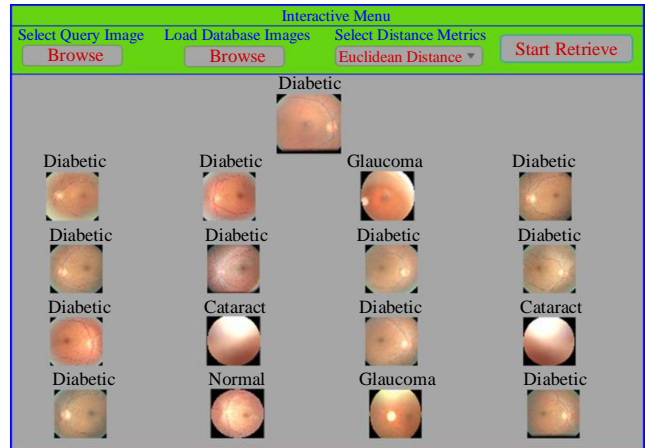 Interactive Menu
Select Query Image Load Database Images Select Distance Metrics
Browse Browse Euclidean Distance Start Retrieve
Diabetic
Diabetic Diabetic Glaucoma Diabetic
Diabetic Diabetic Diabetic Diabetic
Diabetic Cataract Diabetic Cataract
Diabetic Normal Glaucoma Diabetic